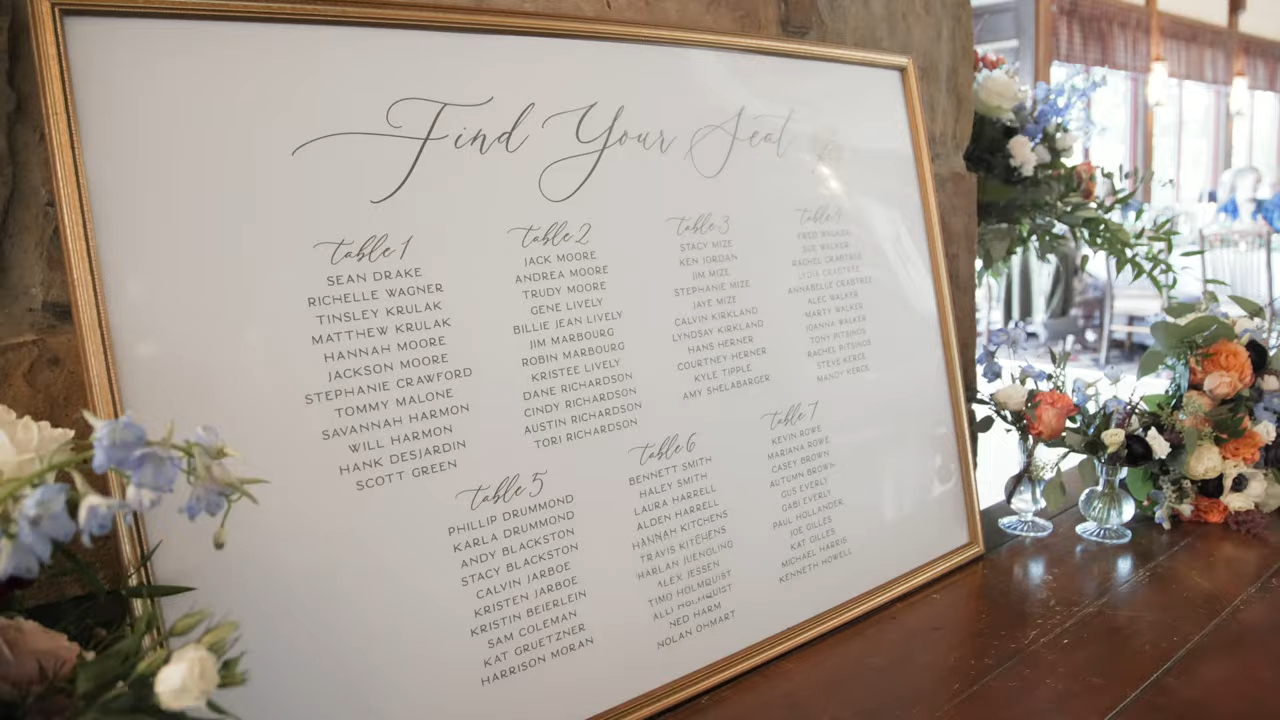 Find Your Seat
table 1
SEAN DRAKE
RICHELLE WAGNER
TINSLEY KRULAK
MATTHEW KRULAK
HANNAH MOORE
JACKSON MOORE
STEPHANIE CRAWFORD
TOMMY MALONE
SAVANNAH HARMON
WILL HARMON
HANK DESJARDIN
SCOTT GREEN
table 2
JACK MOORE
ANDREA MOORE
TRUDY MOORE
GENE LIVELY
BILLIE JEAN LIVELY
JIM MARBOURG
ROBIN MARBOURG
KRISTEE LIVELY
DANE RICHARDSON
CINDY RICHARDSON
AUSTIN RICHARDSON
TORI RICHARDSON
table 3
STACY MIZE
KEN JORDAN
JIM MIZE
STEPHANIE MIZE
JAYE MIZE
CALVIN KIRKLAND
LYNDSAY KIRKLAND
HANS HERNER
COURTNEY HERNER
KYLE TIPPLE
AMY SHELABARGER
table 4
FRED WALKER
SUE WALKER
RACHEL CRABTREE
LYDIA CRABTREE
ANNABELLE CRABTREE
ALEC WALKER
MARTY WALKER
JOANNA WALKER
TONY PITSINOS
RACHEL PITSINOS
STEVE KERCE
MANDY KERCE
table 5
PHILLIP DRUMMOND
KARLA DRUMMOND
ANDY BLACKSTON
STACY BLACKSTON
CALVIN JARBOE
KRISTEN JARBOE
KRISTIN BEIERLEIN
SAM COLEMAN
KAT GRUETZNER
HARRISON MORAN
table 6
BENNETT SMITH
HALEY SMITH
LAURA HARRELL
ALDEN HARRELL
HANNAH KITCHENS
TRAVIS KITCHENS
HARLAN JUENGLING
ALEX JESSEN
TIMO HOLMQUIST
ALLI HOLMQUIST
NED HARM
NOLAN OHMART
table 7
KEVIN ROWE
MARIANA ROWE
CASEY BROWN
AUTUMN BROWN
GUS EVERLY
GABI EVERLY
PAUL HOLLANDER
JOE GILLES
KAT GILLES
MICHAEL HARRIS
KENNETH HOWELL